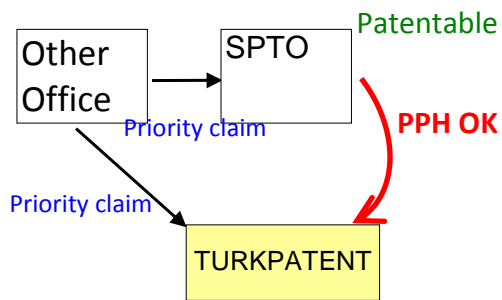 Patentable
Other
Office
SPTO
Priority claim
PPH OK
Priority claim
TURKPATENT